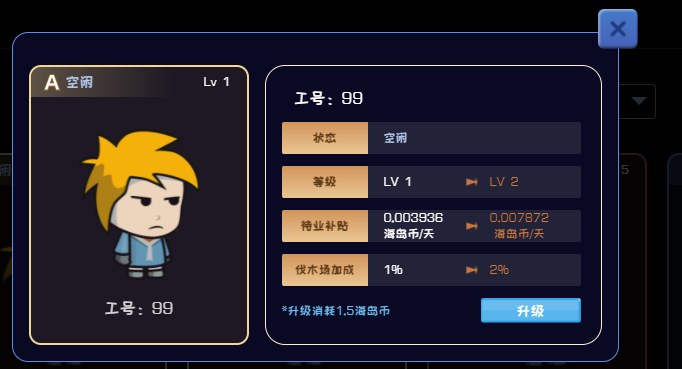 A 空闲 Lv 1
工号：99
工号：99
状态 空闲
等级 LV 1 LV 2
待业补贴 0.003936 海岛币/天 0.007872 海岛币/天
伐木场加成 1% 2%
*升级消耗1.5海岛币 升级